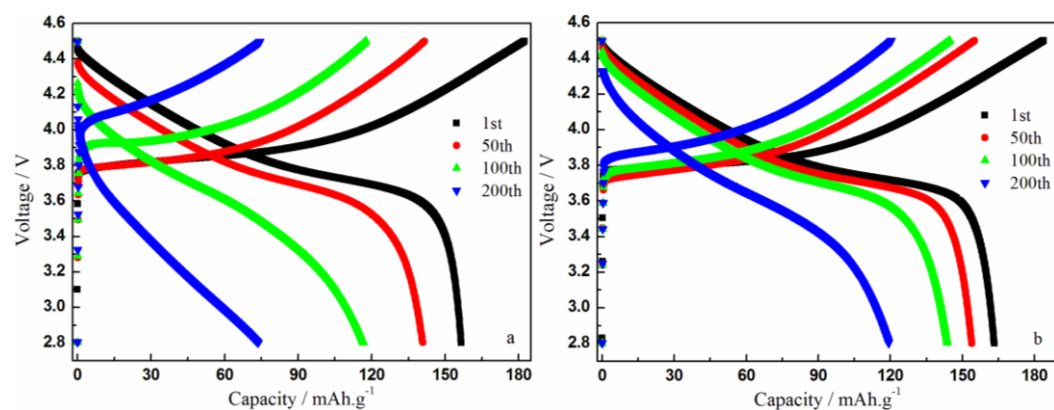 4.6
4.4
4.2
4.0
3.8
3.6
3.4
3.2
3.0
2.8
Voltage / V
1st
50th
100th
200th
a
0 30 60 90 120 150 180
Capacity / mAh.g⁻¹
4.6
4.4
4.2
4.0
3.8
3.6
3.4
3.2
3.0
2.8
Voltage / V
1st
50th
100th
200th
b
0 30 60 90 120 150 180
Capacity / mAh.g⁻¹